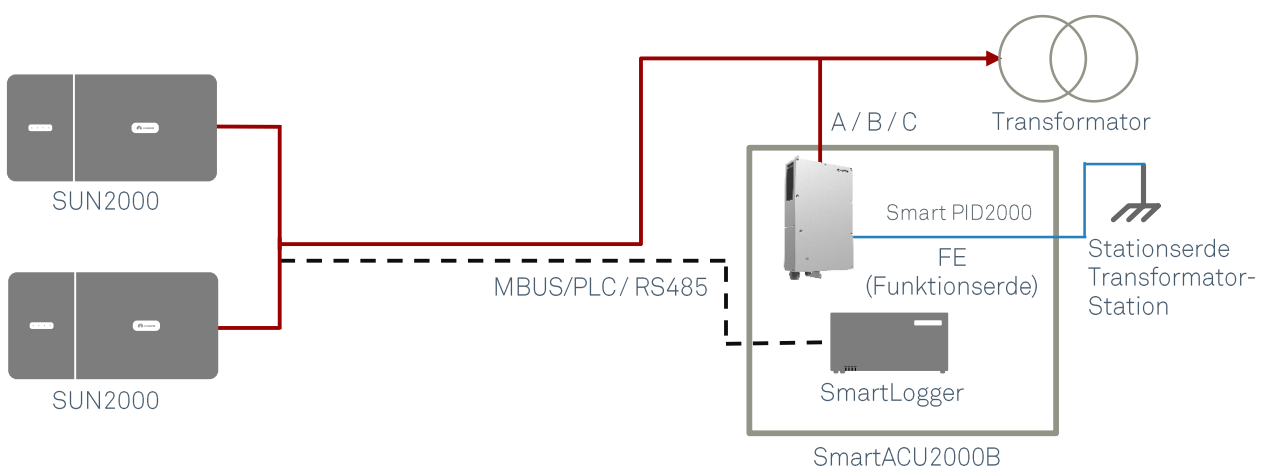 SUN2000
SUN2000
MBUS/PLC / RS485
A / B / C
Transformator
Smart PID2000
FE
(Funktionserde)
Stationserde
Transformator-
Station
SmartLogger
SmartACU2000B